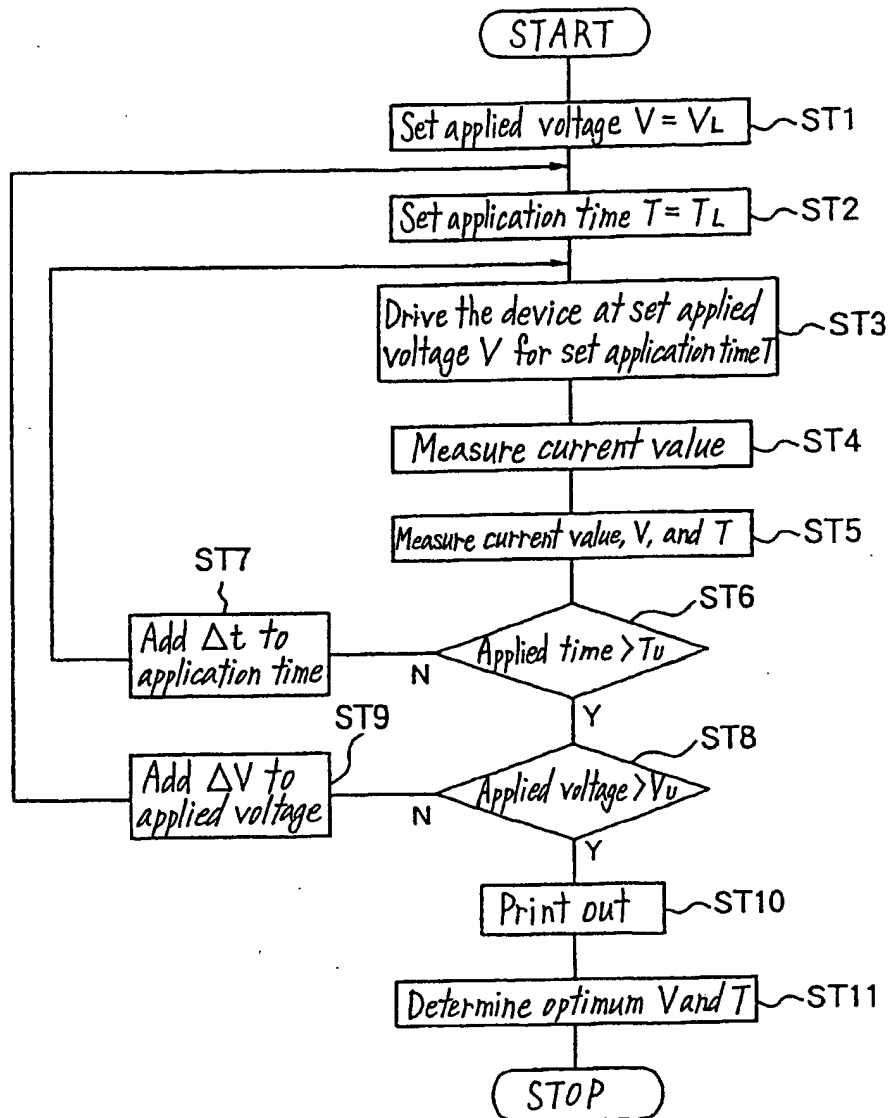 START
Set applied voltage V = VL
ST1
Set application time T = TL
ST2
Drive the device at set applied
voltage V for set application time T
ST3
Measure current value
ST4
Measure current value, V, and T
ST5
Applied time > Tu
ST6
N
Y
Add Δt to
application time
ST7
Applied voltage > Vu
ST8
N
Y
Add ΔV to
applied voltage
ST9
Print out
ST10
Determine optimum V and T
ST11
STOP